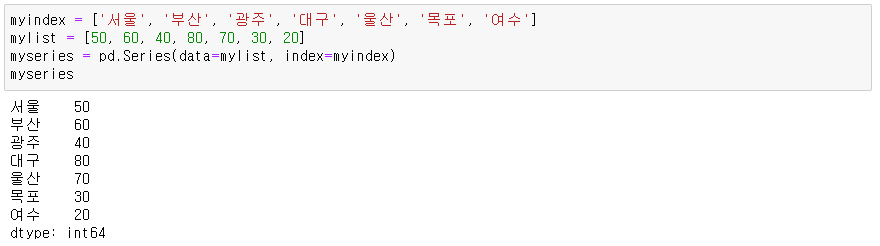 myindex = ['서울', '부산', '광주', '대구', '울산', '목포', '여수']
mylist = [50, 60, 40, 80, 70, 30, 20]
myseries = pd.Series(data=mylist, index=myindex)
myseries
서울 50
부산 60
광주 40
대구 80
울산 70
목포 30
여수 20
dtype: int64